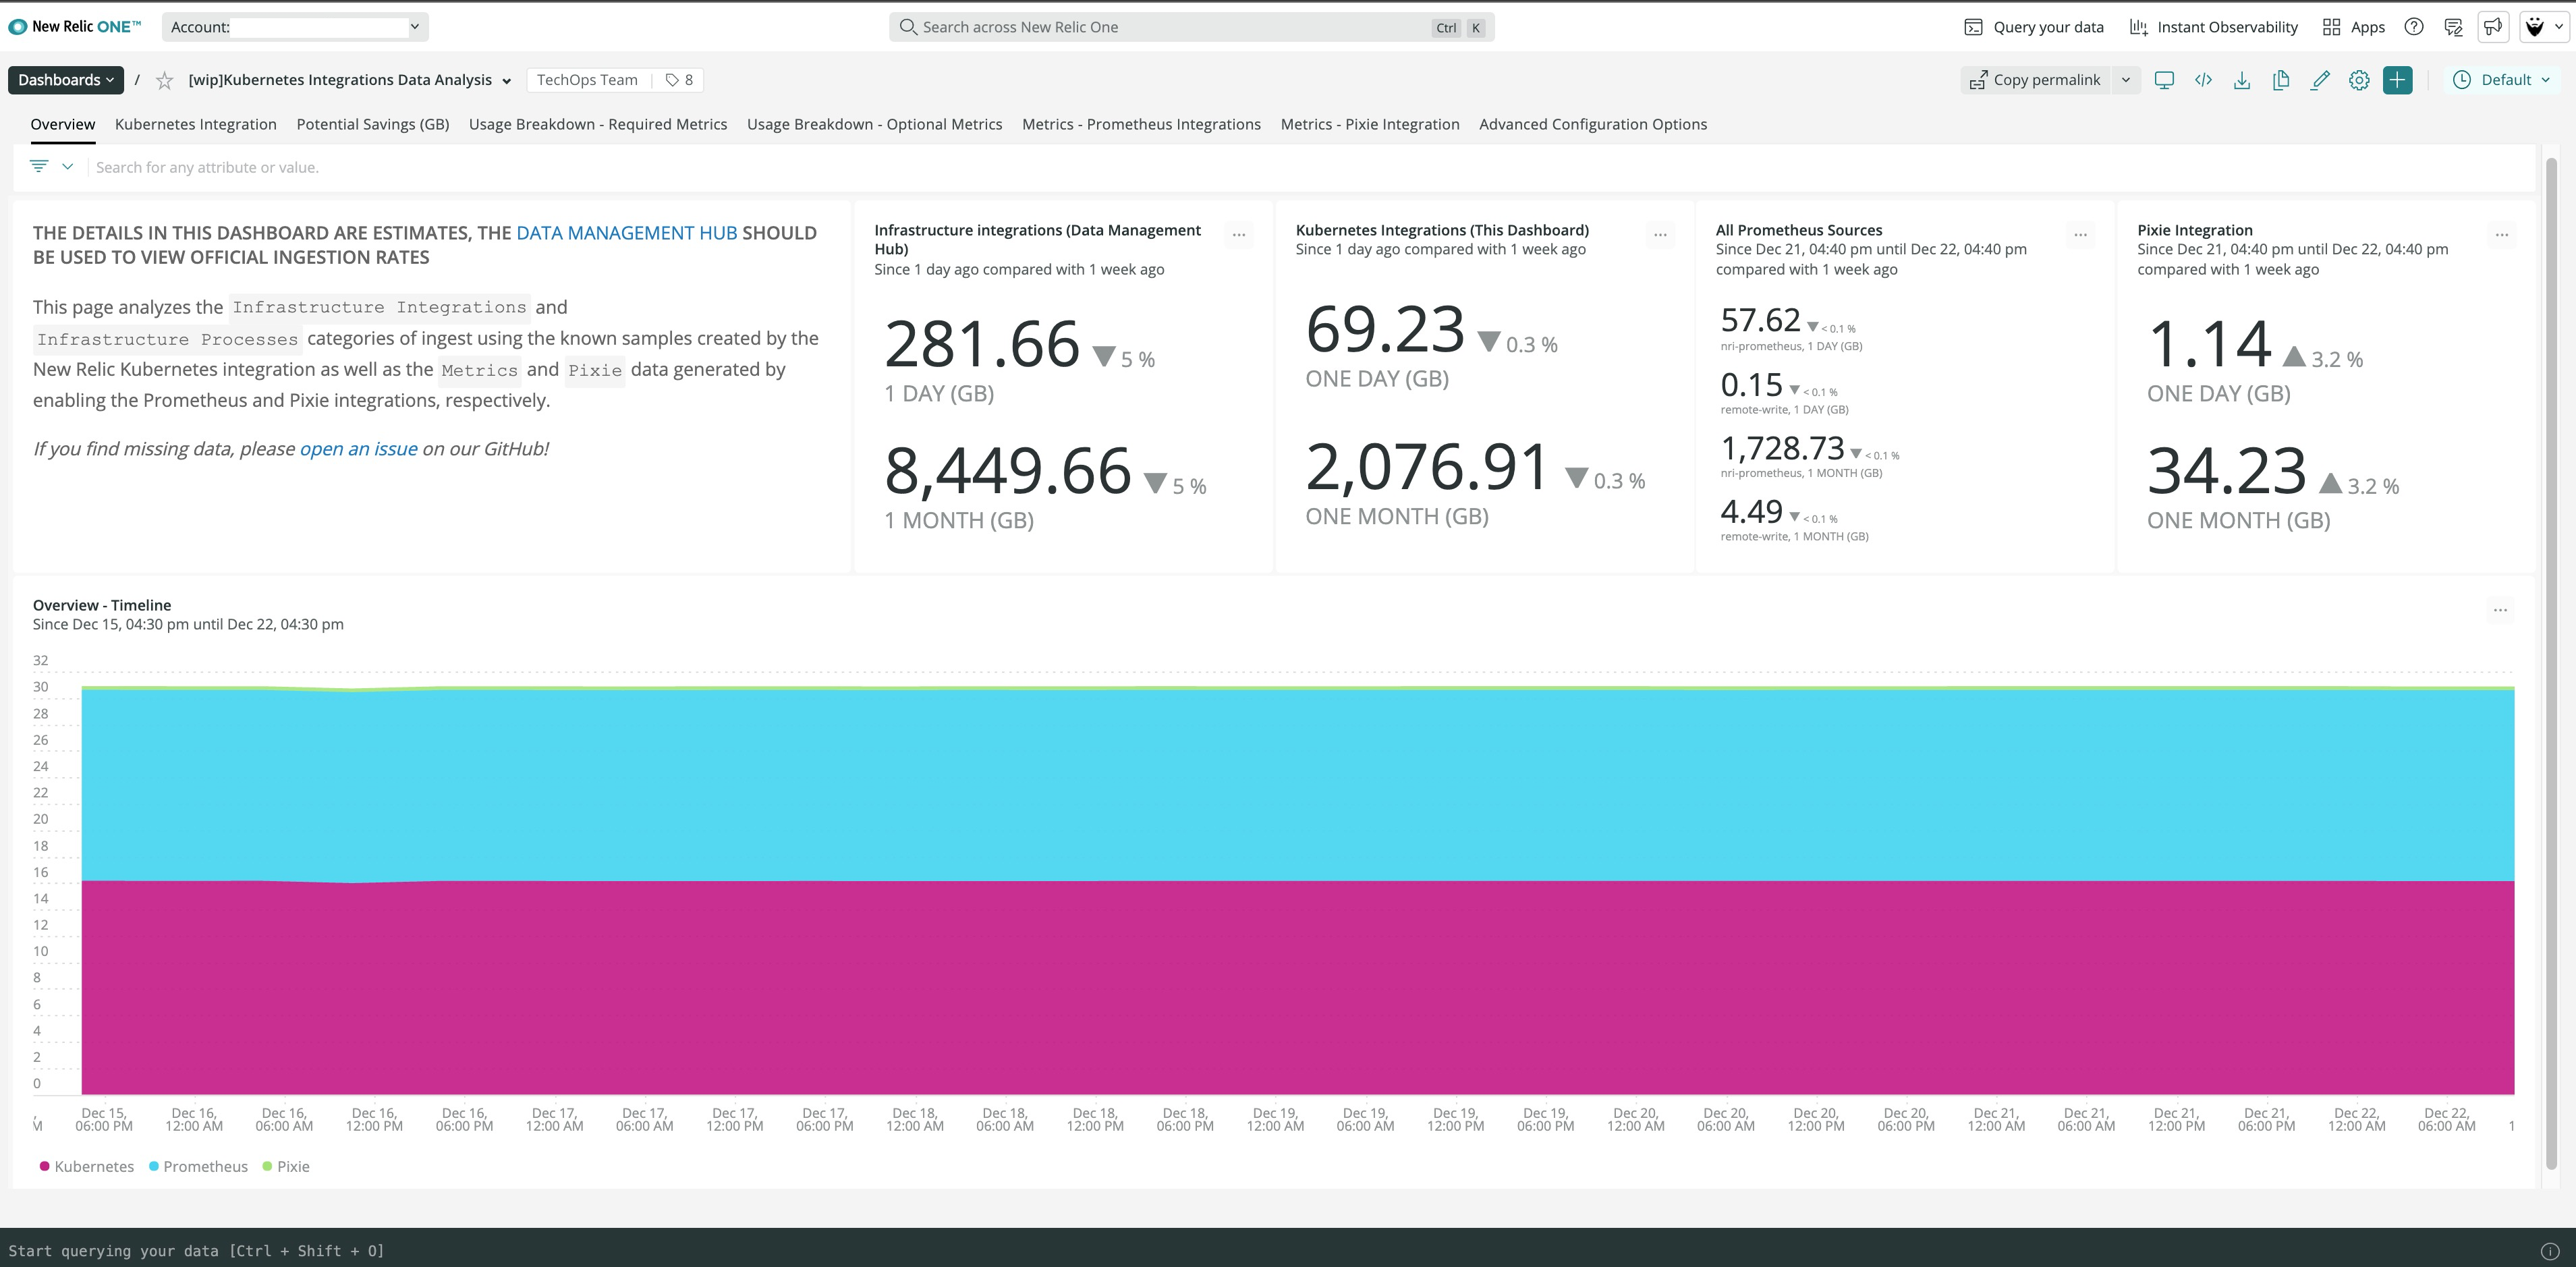 New Relic ONE™
Account:
Search across New Relic One
Ctrl K
Query your data
Instant Observability
Apps
Dashboards
/
[wip]Kubernetes Integrations Data Analysis
TechOps Team
8
Copy permalink
Default
Overview
Kubernetes Integration
Potential Savings (GB)
Usage Breakdown - Required Metrics
Usage Breakdown - Optional Metrics
Metrics - Prometheus Integrations
Metrics - Pixie Integration
Advanced Configuration Options
Search for any attribute or value.
THE DETAILS IN THIS DASHBOARD ARE ESTIMATES, THE DATA MANAGEMENT HUB SHOULD
BE USED TO VIEW OFFICIAL INGESTION RATES
This page analyzes the Infrastructure Integrations and
Infrastructure Processes categories of ingest using the known samples created by the
New Relic Kubernetes integration as well as the Metrics and Pixie data generated by
enabling the Prometheus and Pixie integrations, respectively.
If you find missing data, please open an issue on our GitHub!
Infrastructure integrations (Data Management
Hub)
Since 1 day ago compared with 1 week ago
281.66 ▼ 5 %
1 DAY (GB)
8,449.66 ▼ 5 %
1 MONTH (GB)
Kubernetes Integrations (This Dashboard)
Since 1 day ago compared with 1 week ago
69.23 ▼ 0.3 %
ONE DAY (GB)
2,076.91 ▼ 0.3 %
ONE MONTH (GB)
All Prometheus Sources
Since Dec 21, 04:40 pm until Dec 22, 04:40 pm
compared with 1 week ago
57.62 ▼ < 0.1 %
nri-prometheus, 1 DAY (GB)
0.15 ▼ < 0.1 %
remote-write, 1 DAY (GB)
1,728.73 ▼ < 0.1 %
nri-prometheus, 1 MONTH (GB)
4.49 ▼ < 0.1 %
remote-write, 1 MONTH (GB)
Pixie Integration
Since Dec 21, 04:40 pm until Dec 22, 04:40 pm
compared with 1 week ago
1.14 ▲ 3.2 %
ONE DAY (GB)
34.23 ▲ 3.2 %
ONE MONTH (GB)
Overview - Timeline
Since Dec 15, 04:30 pm until Dec 22, 04:30 pm
32
30
28
26
24
22
20
18
16
14
12
10
8
6
4
2
0
, Dec 15, Dec 16, Dec 16, Dec 16, Dec 16, Dec 17, Dec 17, Dec 17, Dec 17, Dec 18, Dec 18, Dec 18, Dec 18, Dec 19, Dec 19, Dec 19, Dec 19, Dec 20, Dec 20, Dec 20, Dec 20, Dec 21, Dec 21, Dec 21, Dec 21, Dec 22, Dec 22,
M 06:00 PM 12:00 AM 06:00 AM 12:00 PM 06:00 PM 12:00 AM 06:00 AM 12:00 PM 06:00 PM 12:00 AM 06:00 AM 12:00 PM 06:00 PM 12:00 AM 06:00 AM 12:00 PM 06:00 PM 12:00 AM 06:00 AM 12:00 PM 06:00 PM 12:00 AM 06:00 AM 12:00 PM 06:00 PM 12:00 AM 06:00 AM 1
Kubernetes Prometheus Pixie
Start querying your data [Ctrl + Shift + O]